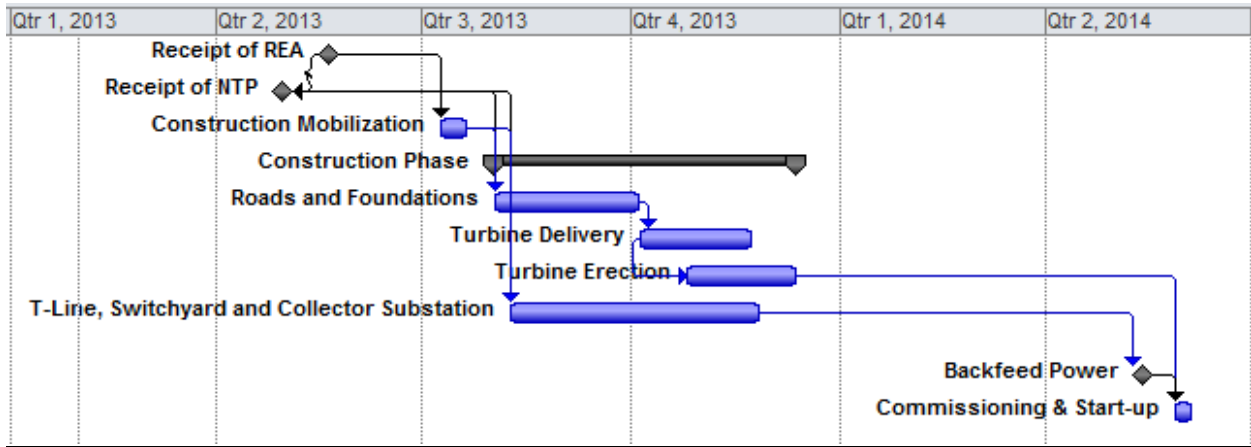 Qtr 1, 2013 Qtr 2, 2013 Qtr 3, 2013 Qtr 4, 2013 Qtr 1, 2014 Qtr 2, 2014
Receipt of REA
Receipt of NTP
Construction Mobilization
Construction Phase
Roads and Foundations
Turbine Delivery
Turbine Erection
T-Line, Switchyard and Collector Substation
Backfeed Power
Commissioning & Start-up